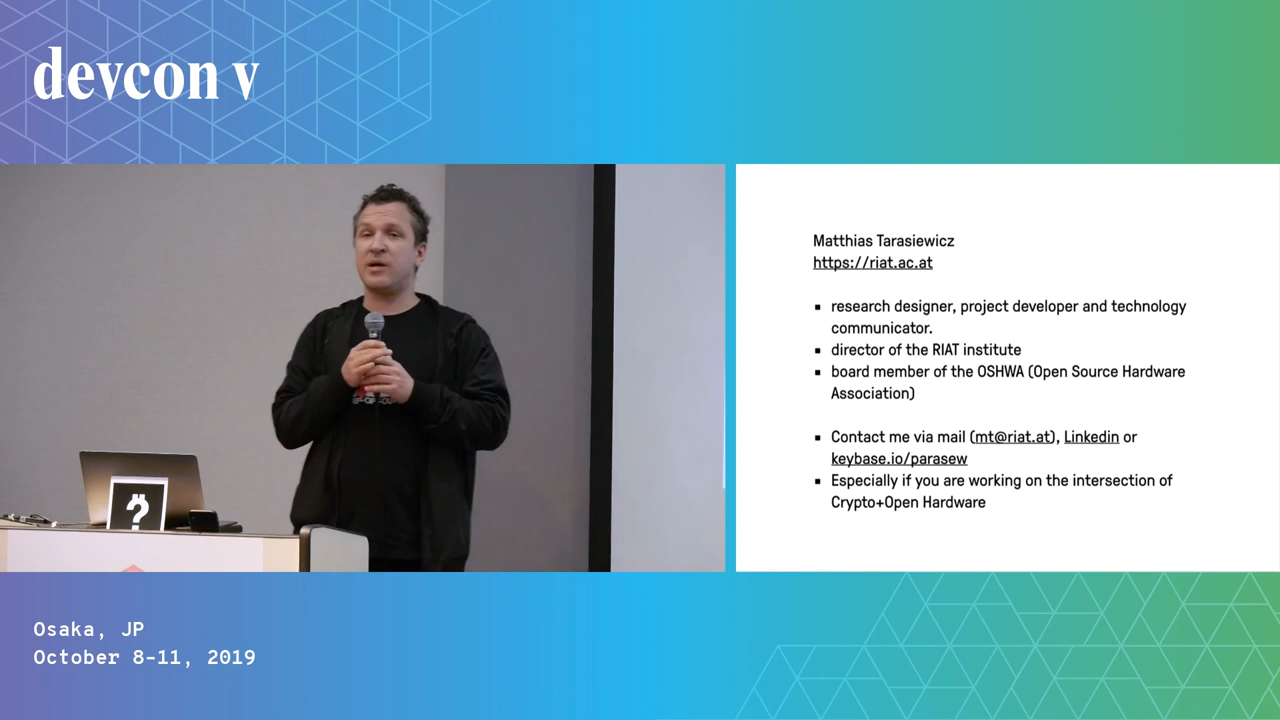 devcon v
Matthias Tarasiewicz
https://riat.ac.at
▪ research designer, project developer and technology
communicator.
▪ director of the RIAT institute
▪ board member of the OSHWA (Open Source Hardware
Association)
▪ Contact me via mail (mt@riat.at), Linkedin or
keybase.io/parasew
▪ Especially if you are working on the intersection of
Crypto+Open Hardware
?
Osaka, JP
October 8-11, 2019